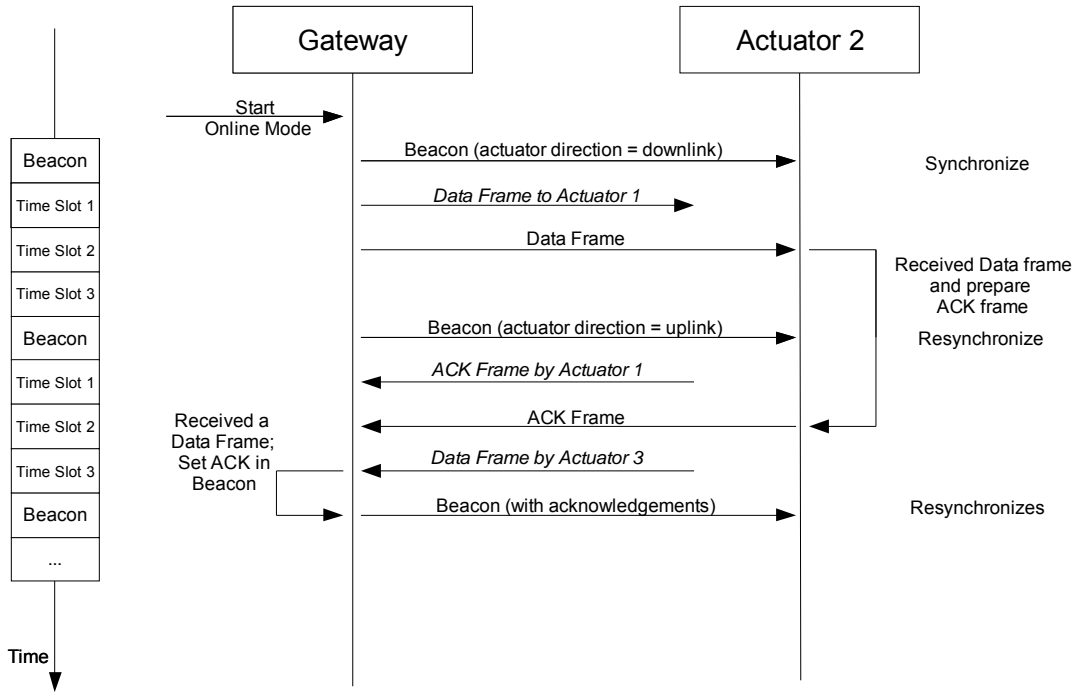 Gateway
Actuator 2
Start
Online Mode
Beacon
Beacon (actuator direction = downlink)
Synchronize
Time Slot 1
Data Frame to Actuator 1
Time Slot 2
Data Frame
Received Data frame
and prepare
ACK frame
Time Slot 3
Beacon
Beacon (actuator direction = uplink)
Resynchronize
Time Slot 1
ACK Frame by Actuator 1
Time Slot 2
ACK Frame
Received a
Data Frame;
Set ACK in
Beacon
Time Slot 3
Data Frame by Actuator 3
Beacon
Beacon (with acknowledgements)
Resynchronizes
...
Time